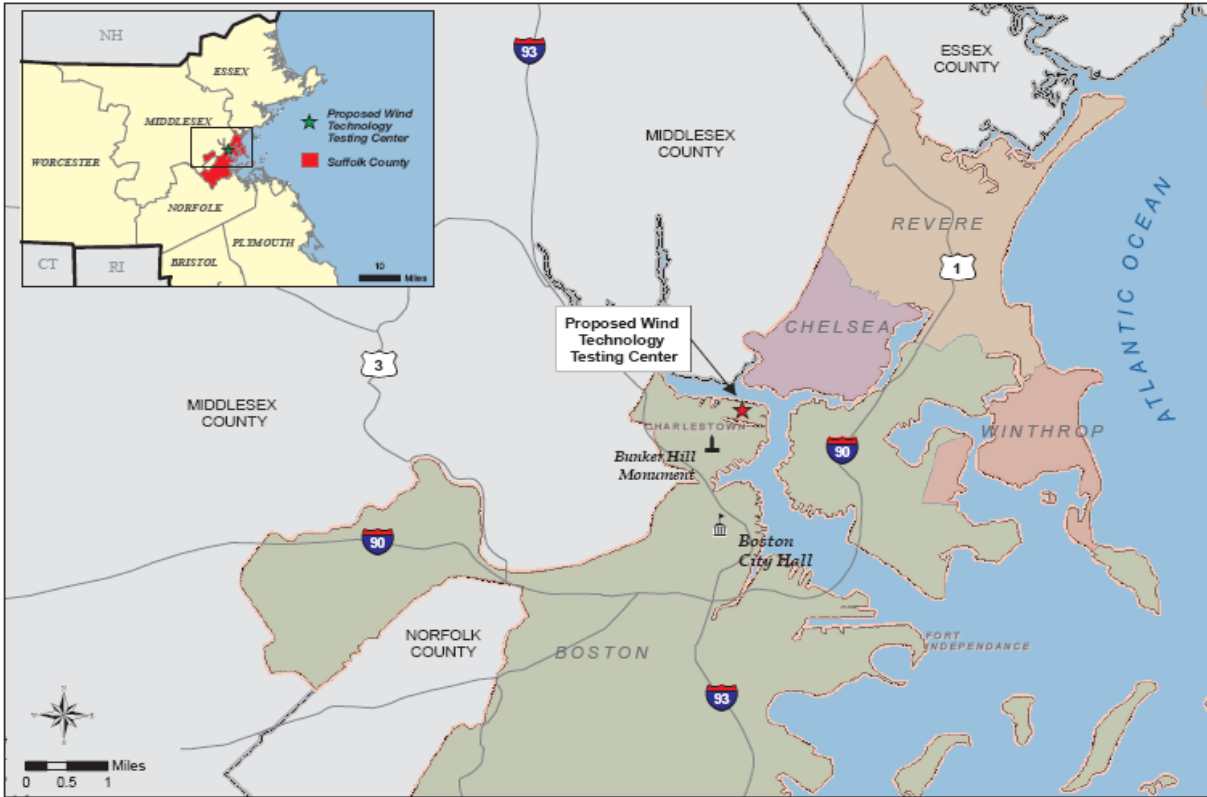 NH
ESSEX
MIDDLESEX
WORCESTER
NORFOLK
PLYMOUTH
BRISTOL
CT
RI
Proposed Wind
Technology
Testing Center
Suffolk County
10
Miles
93
ESSEX
COUNTY
MIDDLESEX
COUNTY
REVERE
1
ATLANTIC OCEAN
CHELSEA
Proposed Wind
Technology
Testing Center
3
MIDDLESEX
COUNTY
CHARLESTOWN
WINTHROP
Bunker Hill
Monument
90
90
Boston
City Hall
NORFOLK
COUNTY
BOSTON
FORT
INDEPENDANCE
93
Miles
0 0.5 1